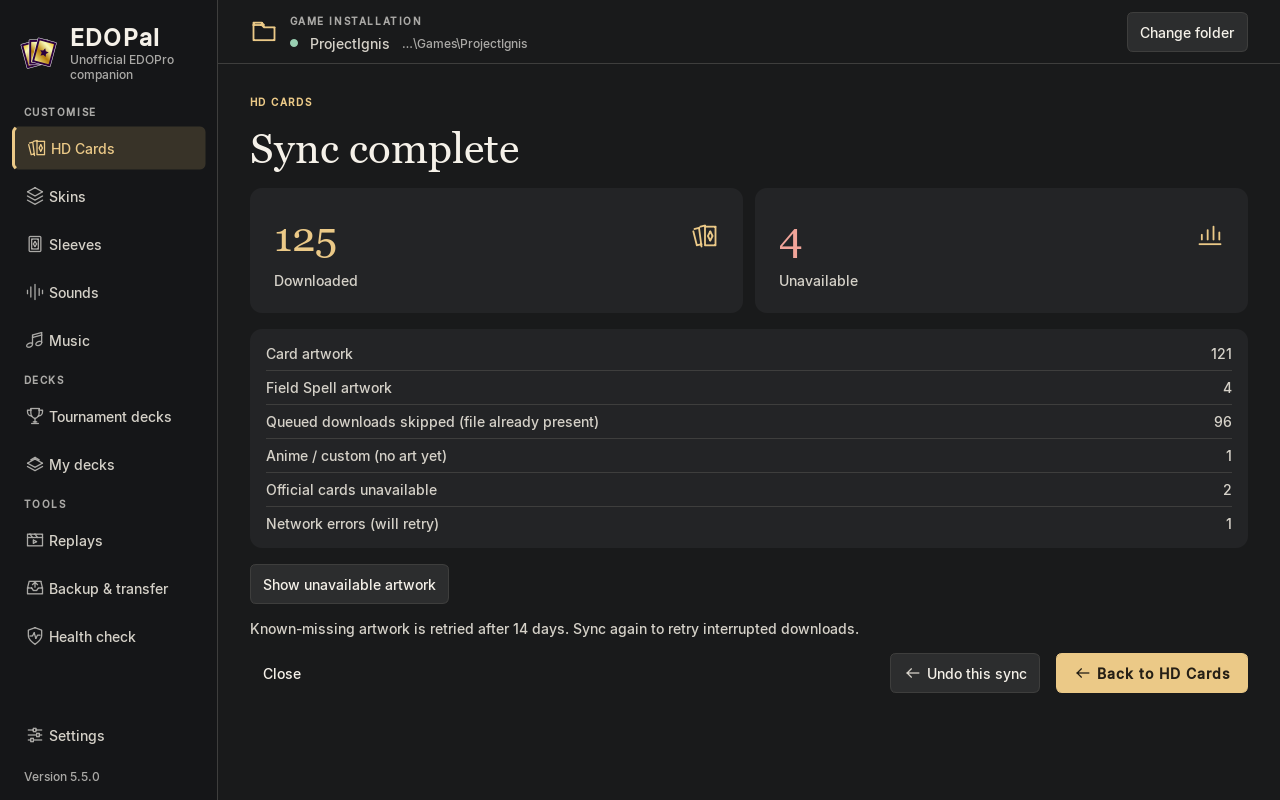 EDOPal
Unofficial EDOPro
companion
CUSTOMISE
HD Cards
Skins
Sleeves
Sounds
Music
DECKS
Tournament decks
My decks
TOOLS
Replays
Backup & transfer
Health check
Settings
Version 5.5.0
GAME INSTALLATION
ProjectIgnis ...\Games\ProjectIgnis
Change folder
HD CARDS
Sync complete
125
Downloaded
4
Unavailable
Card artwork 121
Field Spell artwork 4
Queued downloads skipped (file already present) 96
Anime / custom (no art yet) 1
Official cards unavailable 2
Network errors (will retry) 1
Show unavailable artwork
Known-missing artwork is retried after 14 days. Sync again to retry interrupted downloads.
Close
Undo this sync
Back to HD Cards